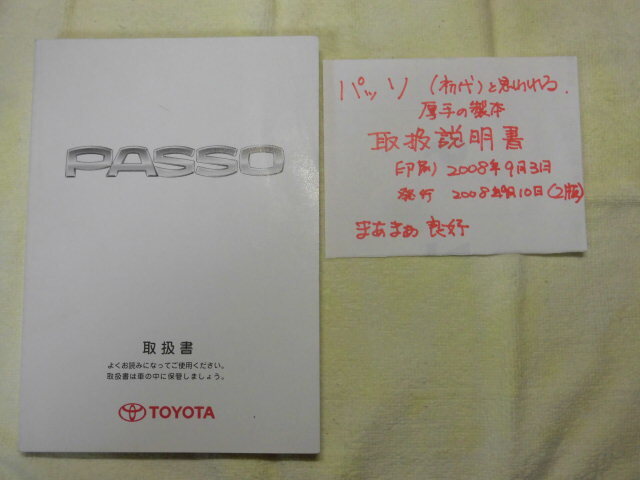 PASSO
取扱書
よくお読みになってご使用ください。
取扱書は車の中に保管しましょう。
TOYOTA
パッソ (初代)と思われる.
厚手の製本
取扱説明書
印刷) 2008年9月3日
発行 2008年9月10日(2版)
まあまあ 良好